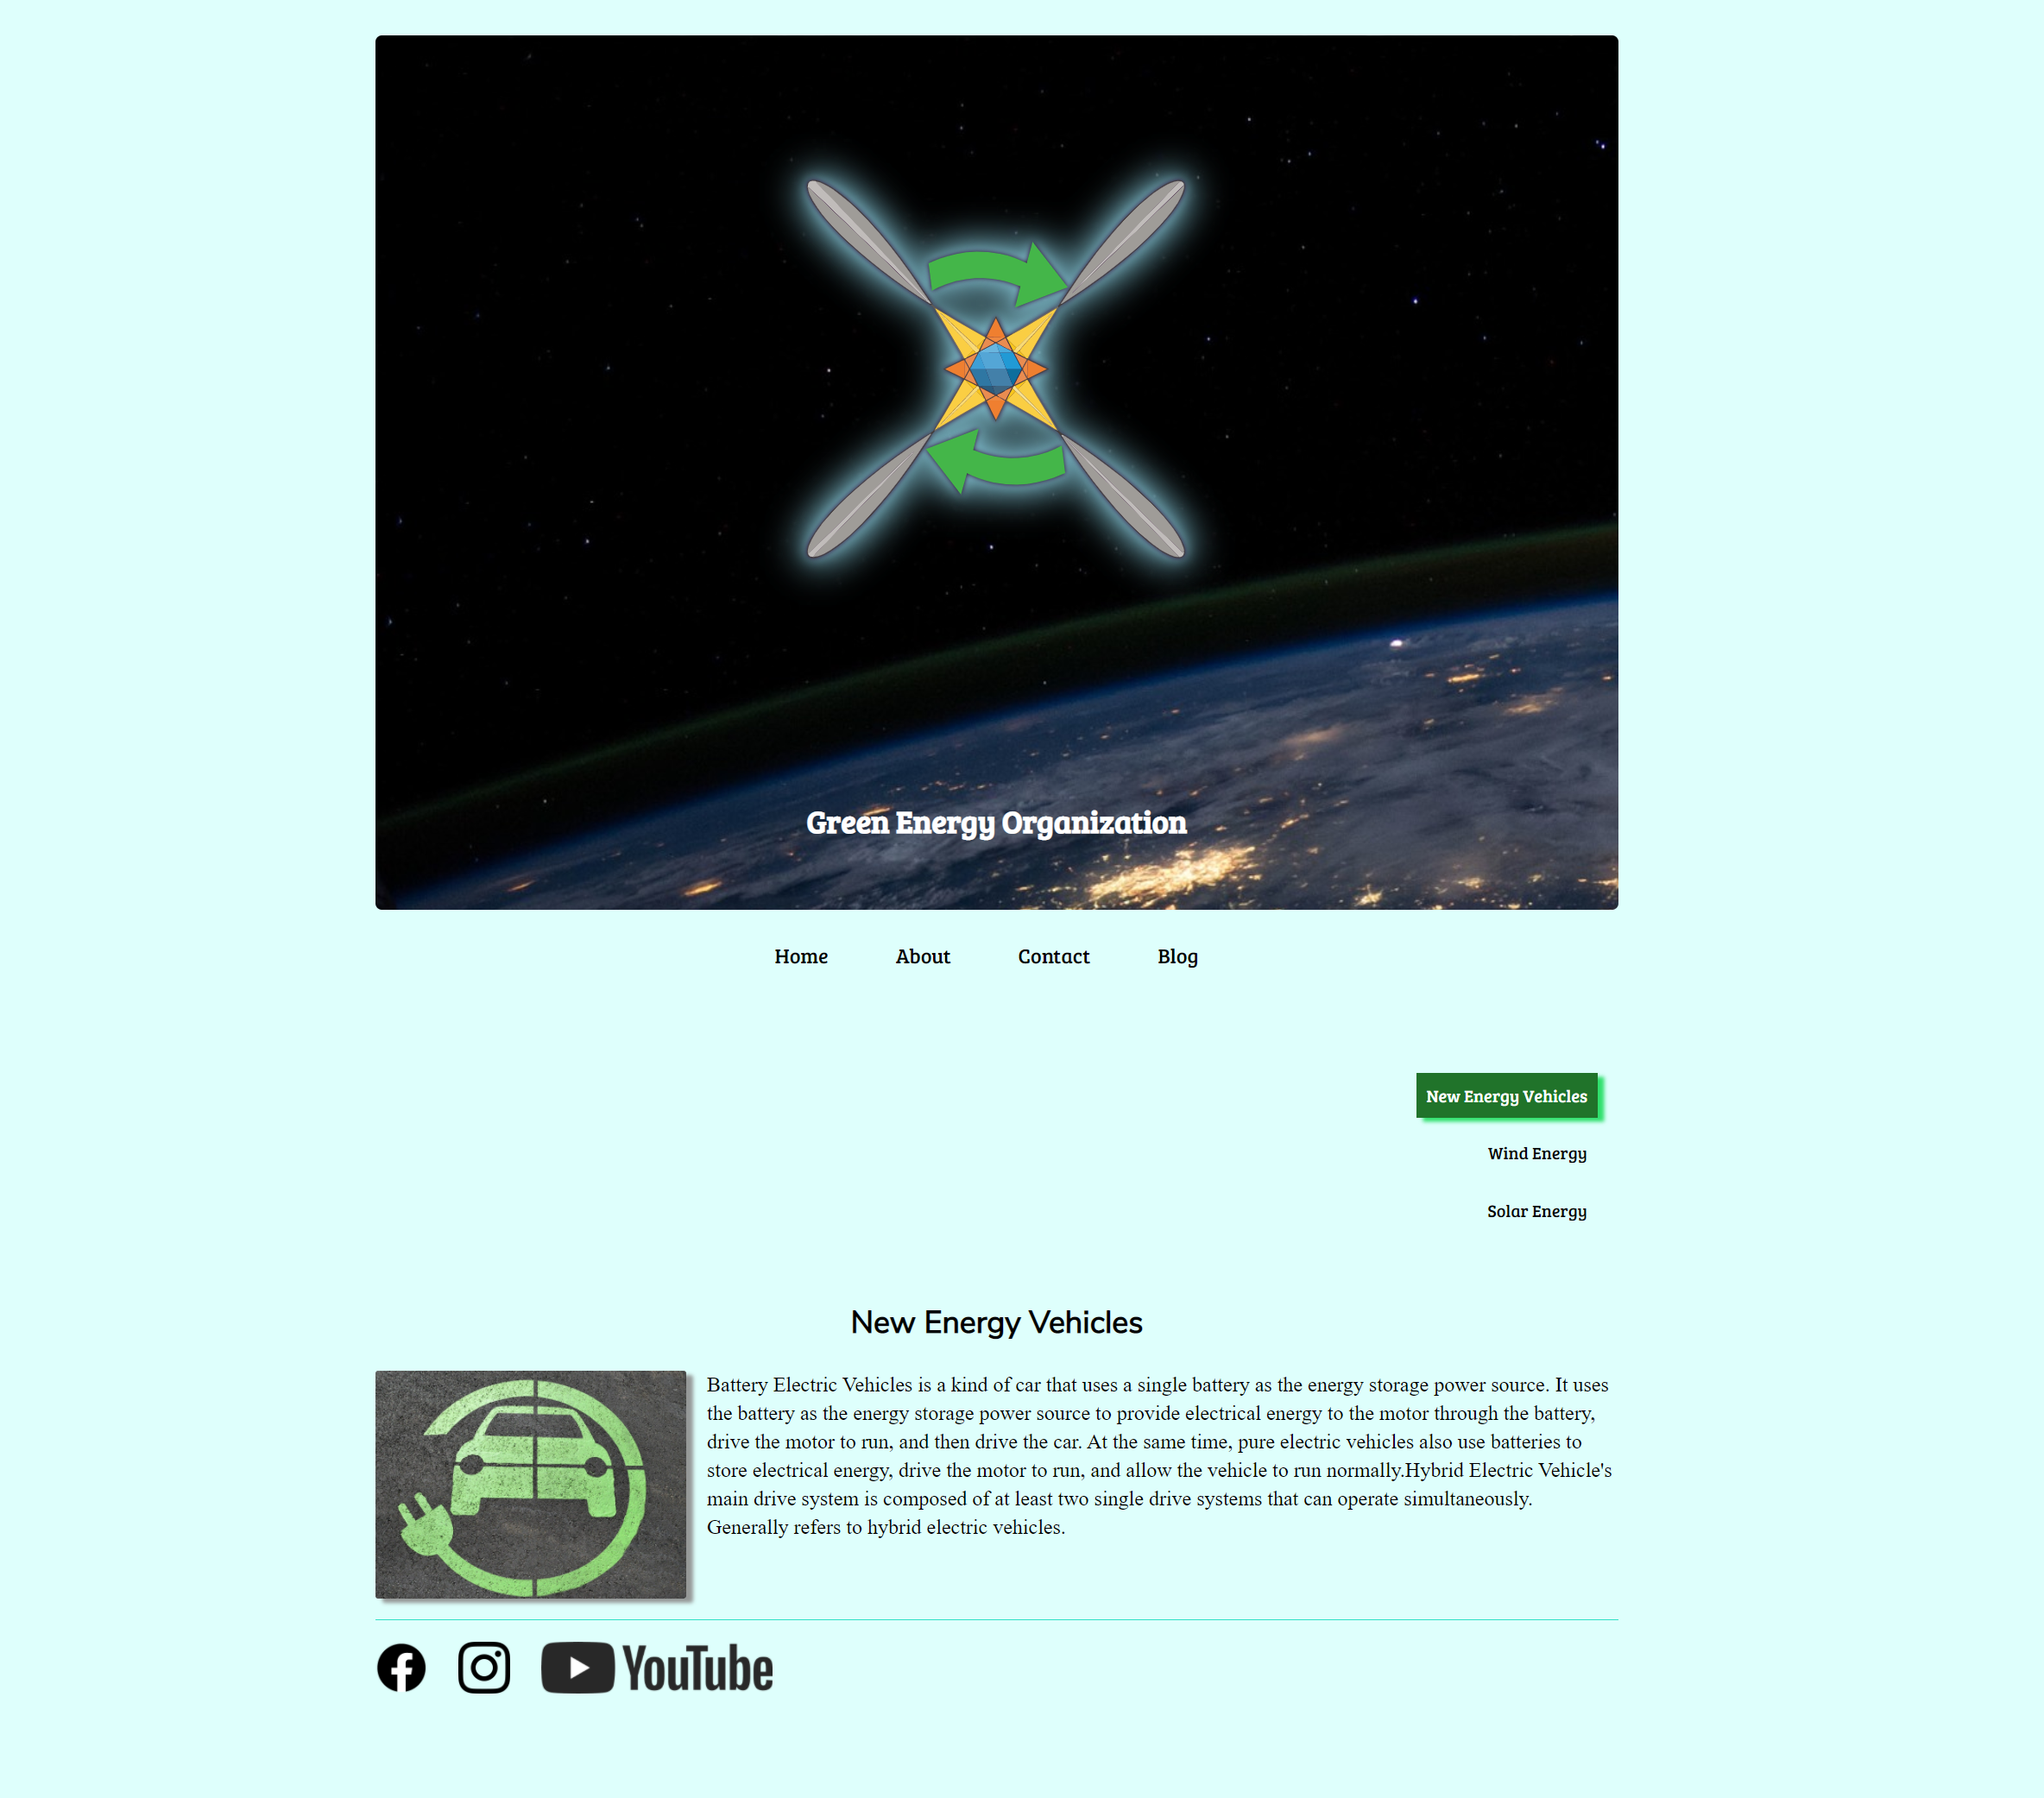 Green Energy Organization
Home About Contact Blog
New Energy Vehicles
Wind Energy
Solar Energy
New Energy Vehicles
Battery Electric Vehicles is a kind of car that uses a single battery as the energy storage power source. It uses
the battery as the energy storage power source to provide electrical energy to the motor through the battery,
drive the motor to run, and then drive the car. At the same time, pure electric vehicles also use batteries to
store electrical energy, drive the motor to run, and allow the vehicle to run normally.Hybrid Electric Vehicle's
main drive system is composed of at least two single drive systems that can operate simultaneously.
Generally refers to hybrid electric vehicles.
YouTube